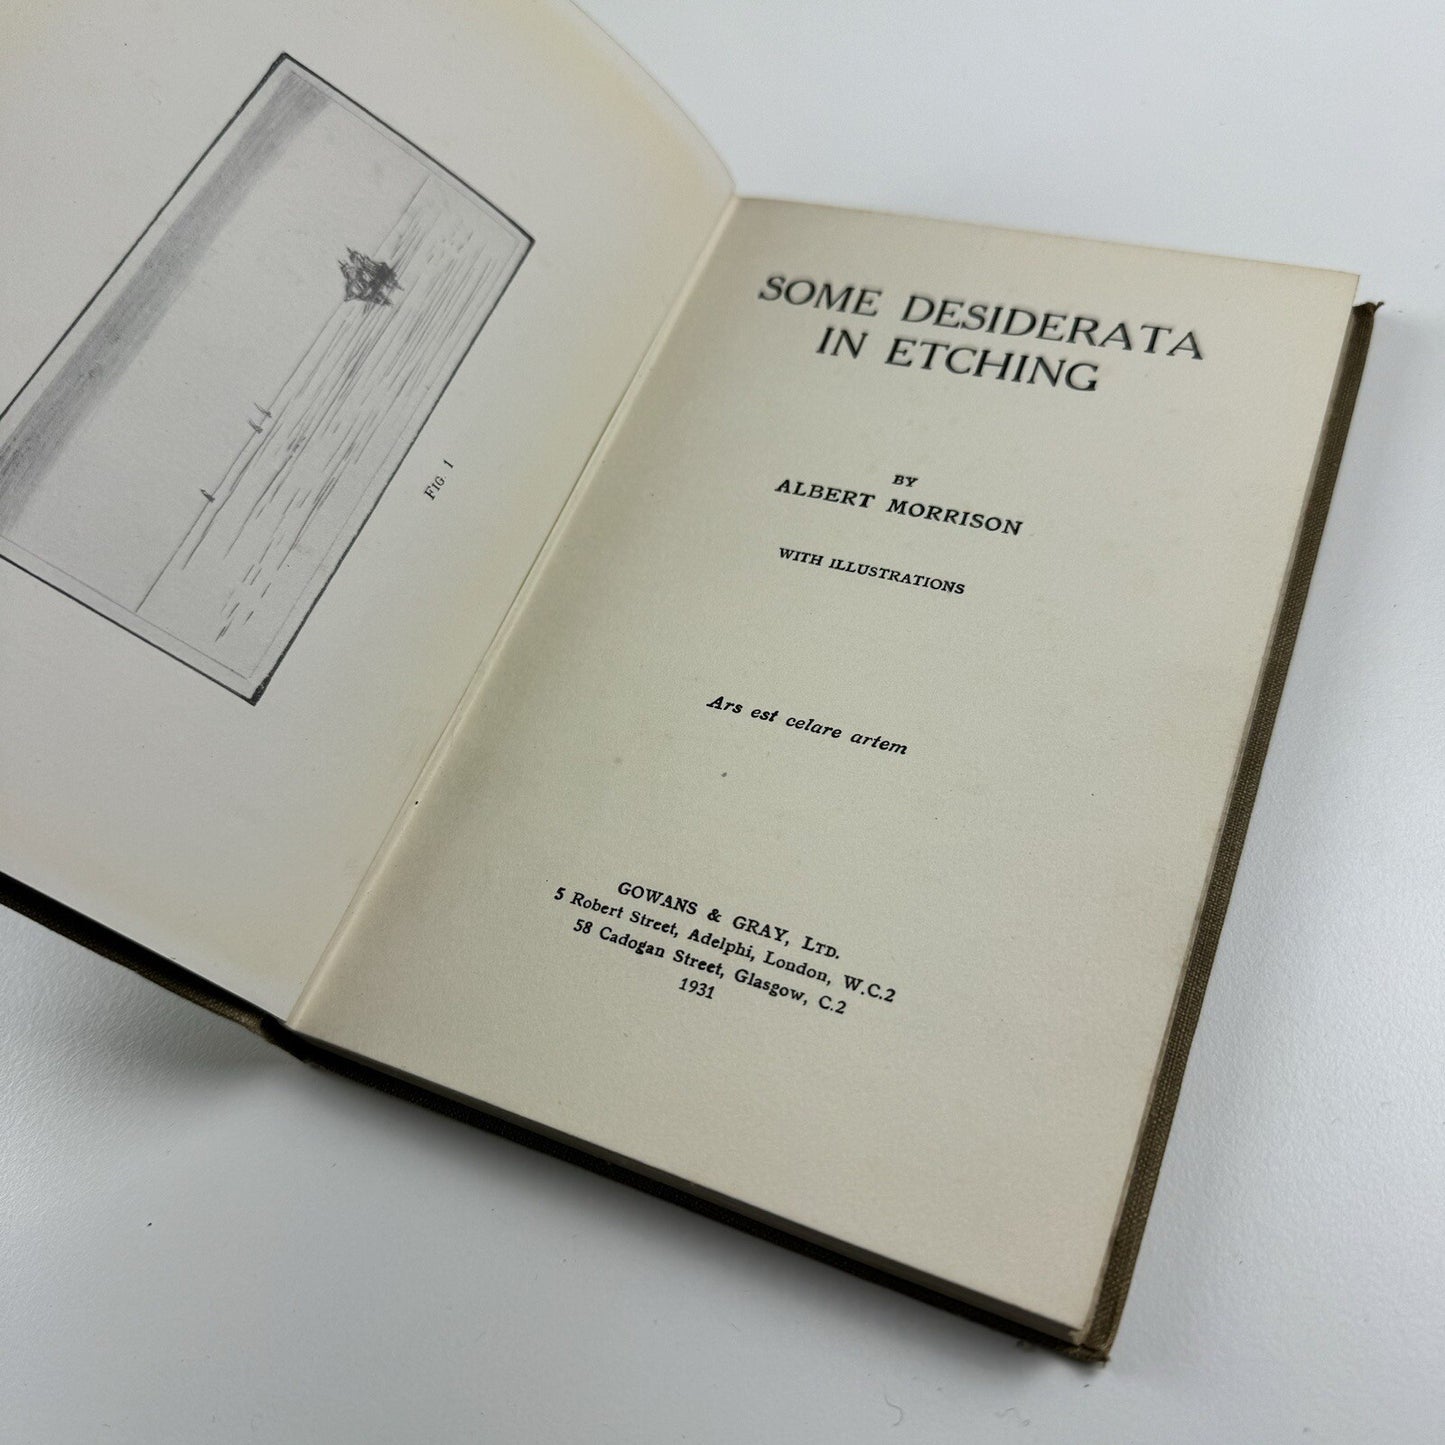 FIG. 1
SOME DESIDERATA
IN ETCHING
BY
ALBERT MORRISON
WITH ILLUSTRATIONS
Ars est celare artem
GOWANS & GRAY, LTD.
5 Robert Street, Adelphi, London, W.C.2
58 Cadogan Street, Glasgow, C.2
1931